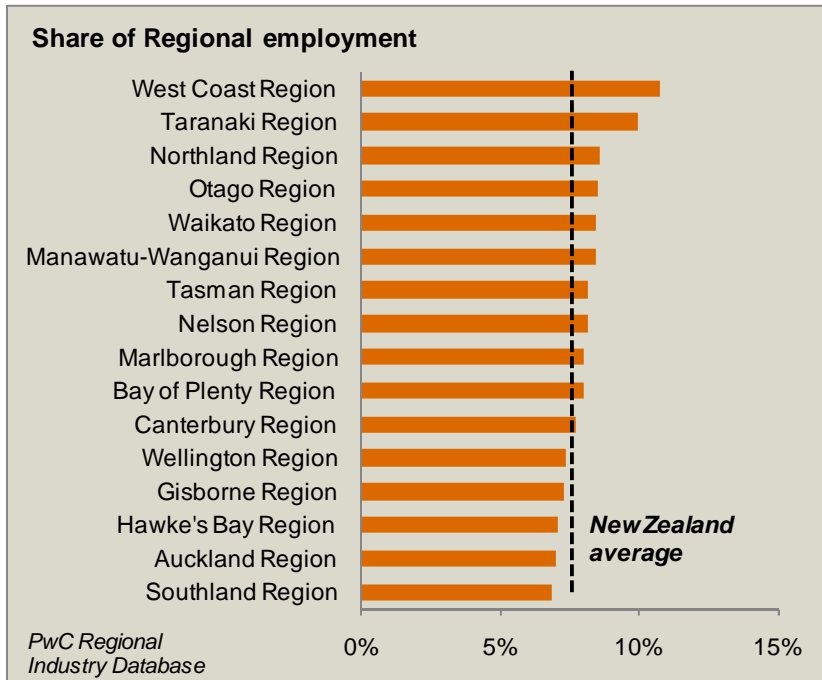 Share of Regional employment
West Coast Region
Taranaki Region
Northland Region
Otago Region
Waikato Region
Manawatu-Wanganui Region
Tasman Region
Nelson Region
Marlborough Region
Bay of Plenty Region
Canterbury Region
Wellington Region
Gisborne Region
Hawke's Bay Region
Auckland Region
Southland Region
New Zealand
average
0% 5% 10% 15%
PwC Regional
Industry Database